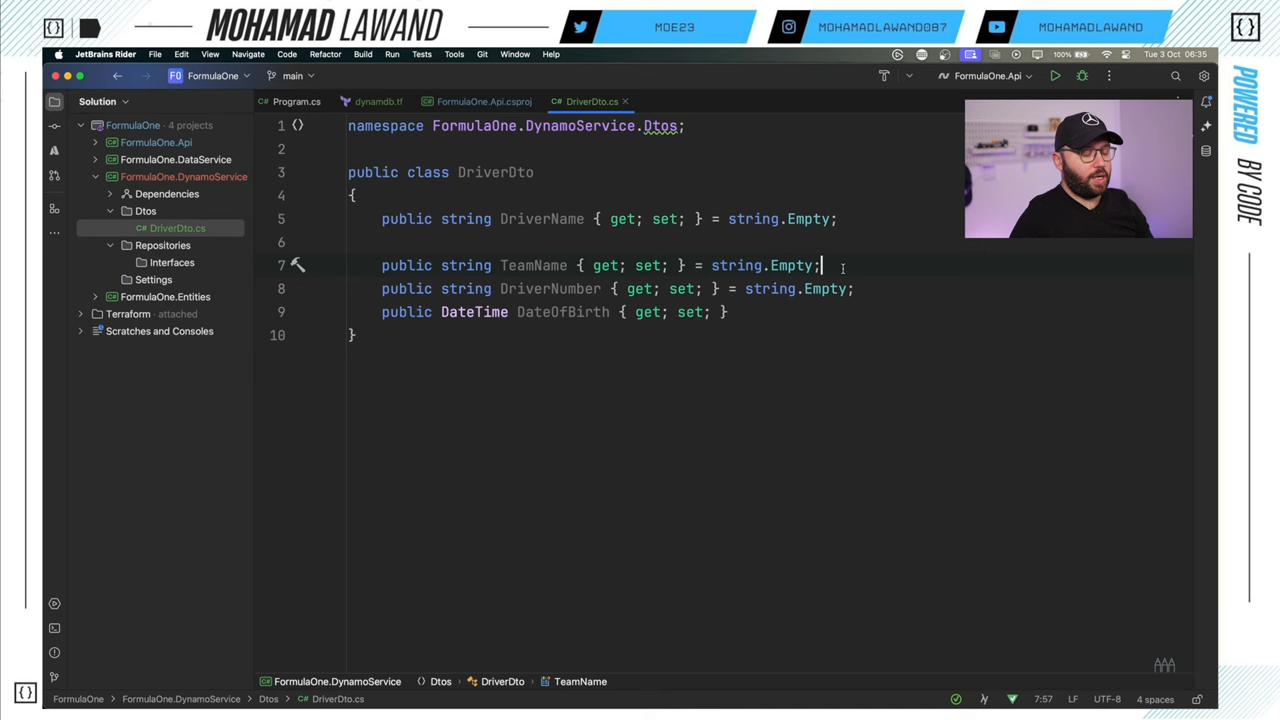 MOHAMAD LAWAND
MOE23
MOHAMADLAWAND087
MOHAMADLAWAND
JetBrains Rider File Edit View Navigate Code Refactor Build Run Tests Tools Git Window Help
100% Tue 3 Oct 06:35
F0 FormulaOne main FormulaOne.Api
Solution
C# Program.cs dynamdb.tf FormulaOne.Api.csproj C# DriverDto.cs
FormulaOne 4 projects
FormulaOne.Api
FormulaOne.DataService
FormulaOne.DynamoService
Dependencies
Dtos
C# DriverDto.cs
Repositories
Interfaces
Settings
FormulaOne.Entities
Terraform attached
Scratches and Consoles
1 namespace FormulaOne.DynamoService.Dtos;
2
3 public class DriverDto
4 {
5 public string DriverName { get; set; } = string.Empty;
6
7 public string TeamName { get; set; } = string.Empty;
8 public string DriverNumber { get; set; } = string.Empty;
9 public DateTime DateOfBirth { get; set; }
10 }
POWERED BY CODE
FormulaOne.DynamoService Dtos DriverDto TeamName
FormulaOne FormulaOne.DynamoService Dtos C# DriverDto.cs
7:57 LF UTF-8 4 spaces